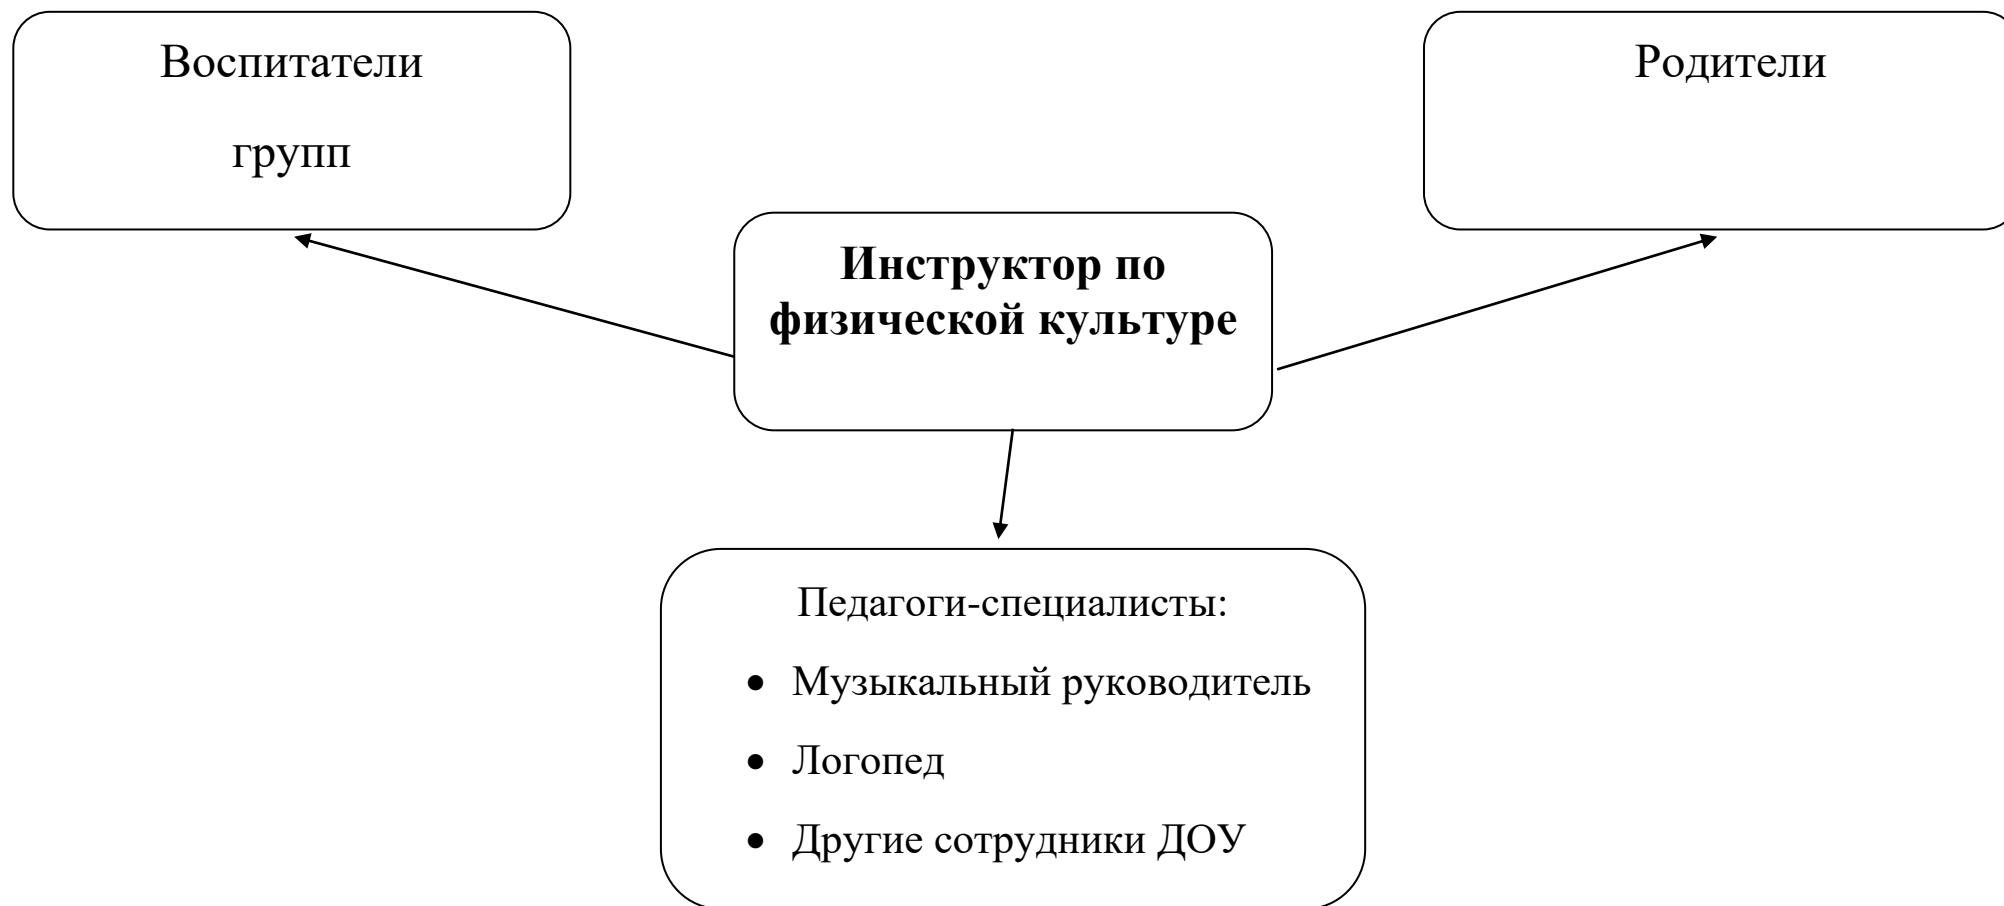 Воспитатели
групп
Родители
Инструктор по
физической культуре
Педагоги-специалисты:
• Музыкальный руководитель
• Логопед
• Другие сотрудники ДОУ